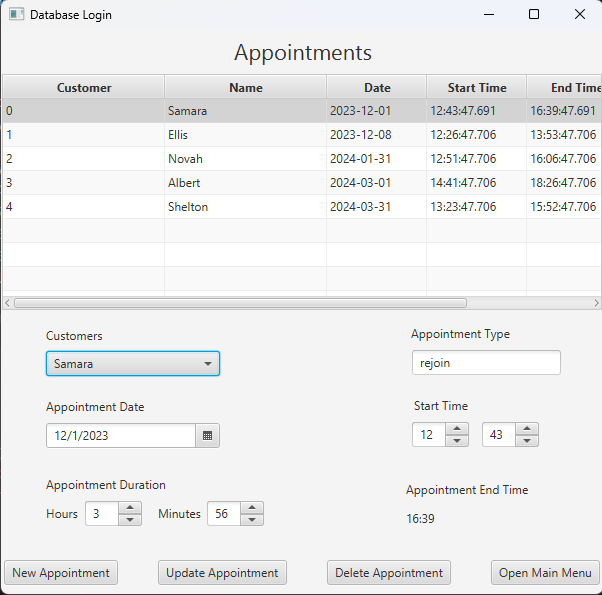 Database Login
Appointments
Customer Name Date Start Time End Time
0 Samara 2023-12-01 12:43:47.691 16:39:47.691
1 Ellis 2023-12-08 12:26:47.706 13:53:47.706
2 Novah 2024-01-31 12:51:47.706 16:06:47.706
3 Albert 2024-03-01 14:41:47.706 18:26:47.706
4 Shelton 2024-03-31 13:23:47.706 15:52:47.706
Customers Appointment Type
Samara rejoin
Appointment Date Start Time
12/1/2023 12 43
Appointment Duration Appointment End Time
Hours 3 Minutes 56 16:39
New Appointment Update Appointment Delete Appointment Open Main Menu